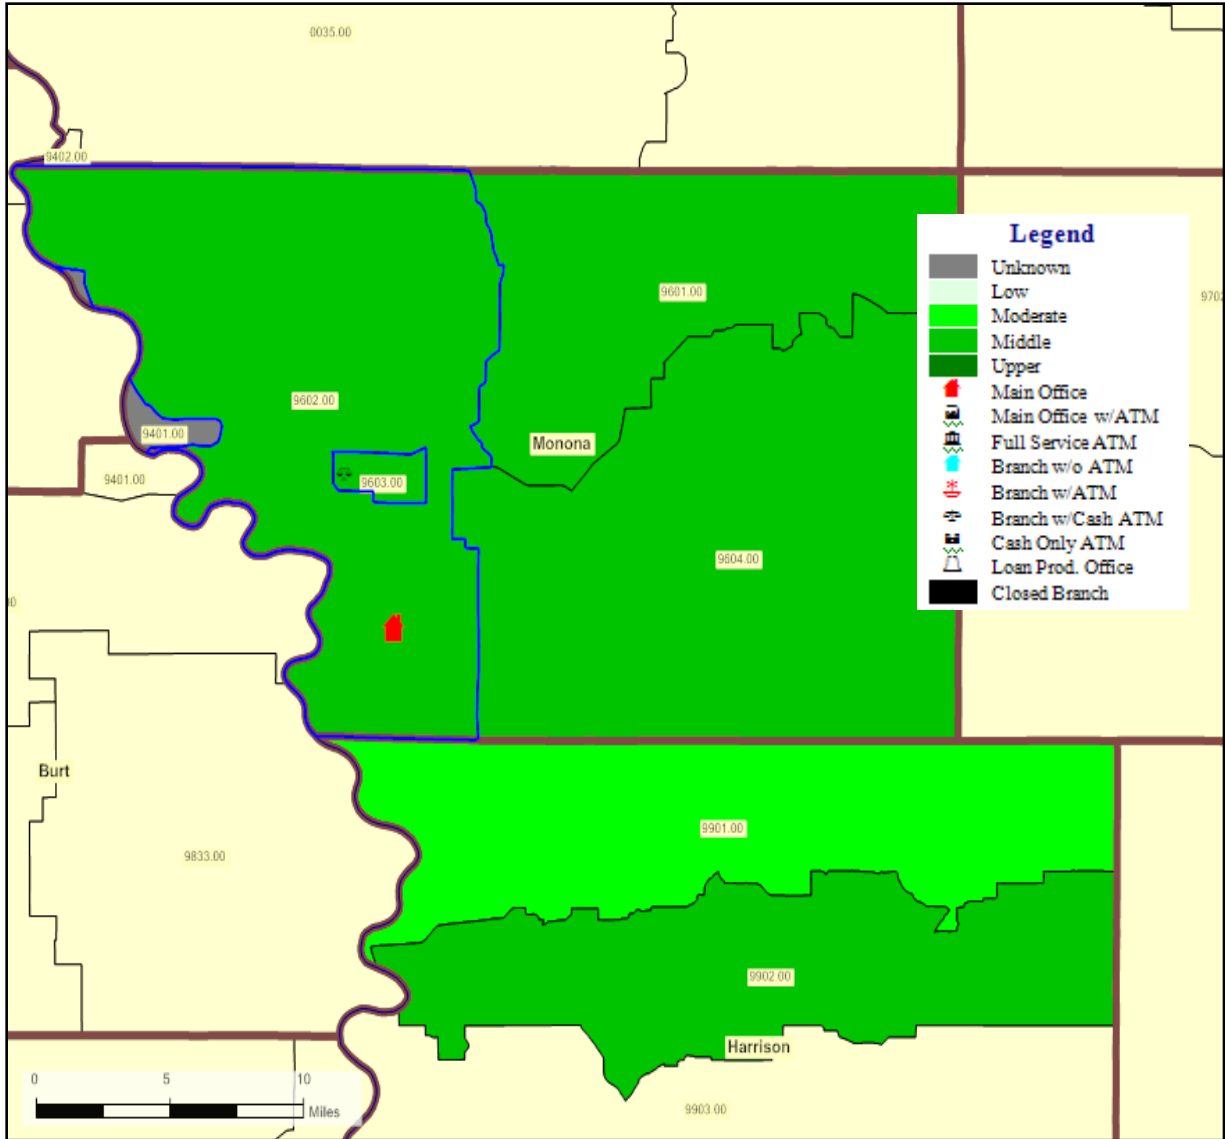 0035.00
9402.00
Legend
Unknown
Low
Moderate
Middle
Upper
Main Office
Main Office w/ATM
Full Service ATM
Branch w/o ATM
Branch w/ATM
Branch w/Cash ATM
Cash Only ATM
Loan Prod. Office
Closed Branch
9601.00
9602.00
9401.00
Monona
9401.00
9603.00
9604.00
Burt
9901.00
9833.00
9902.00
Harrison
0 5 10
Miles
9903.00